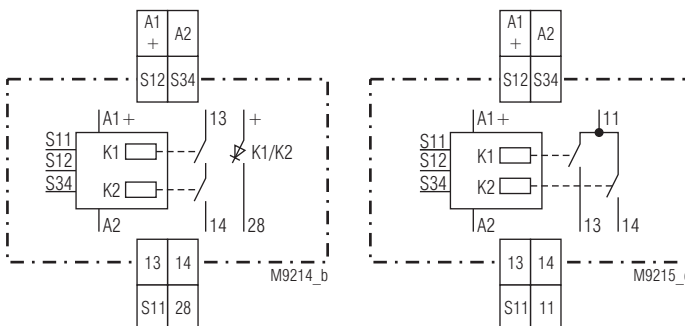 A1 A2
+
S12 S34
A1+ 13 +
S11
K1 K1/K2
S12
S34 K2
A2 14 28
13 14
M9214_b
S11 28
A1 A2
+
S12 S34
A1+ 11
S11
K1
S12
S34 K2
A2 13 14
13 14
M9215_
S11 11